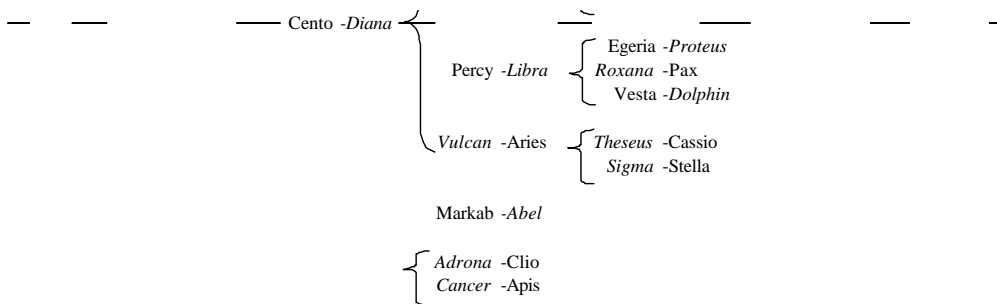 Cento -Diana
Egeria -Proteus
Percy -Libra
Roxana -Pax
Vesta -Dolphin
Vulcan -Aries
Theseus -Cassio
Sigma -Stella
Markab -Abel
Adrona -Clio
Cancer -Apis